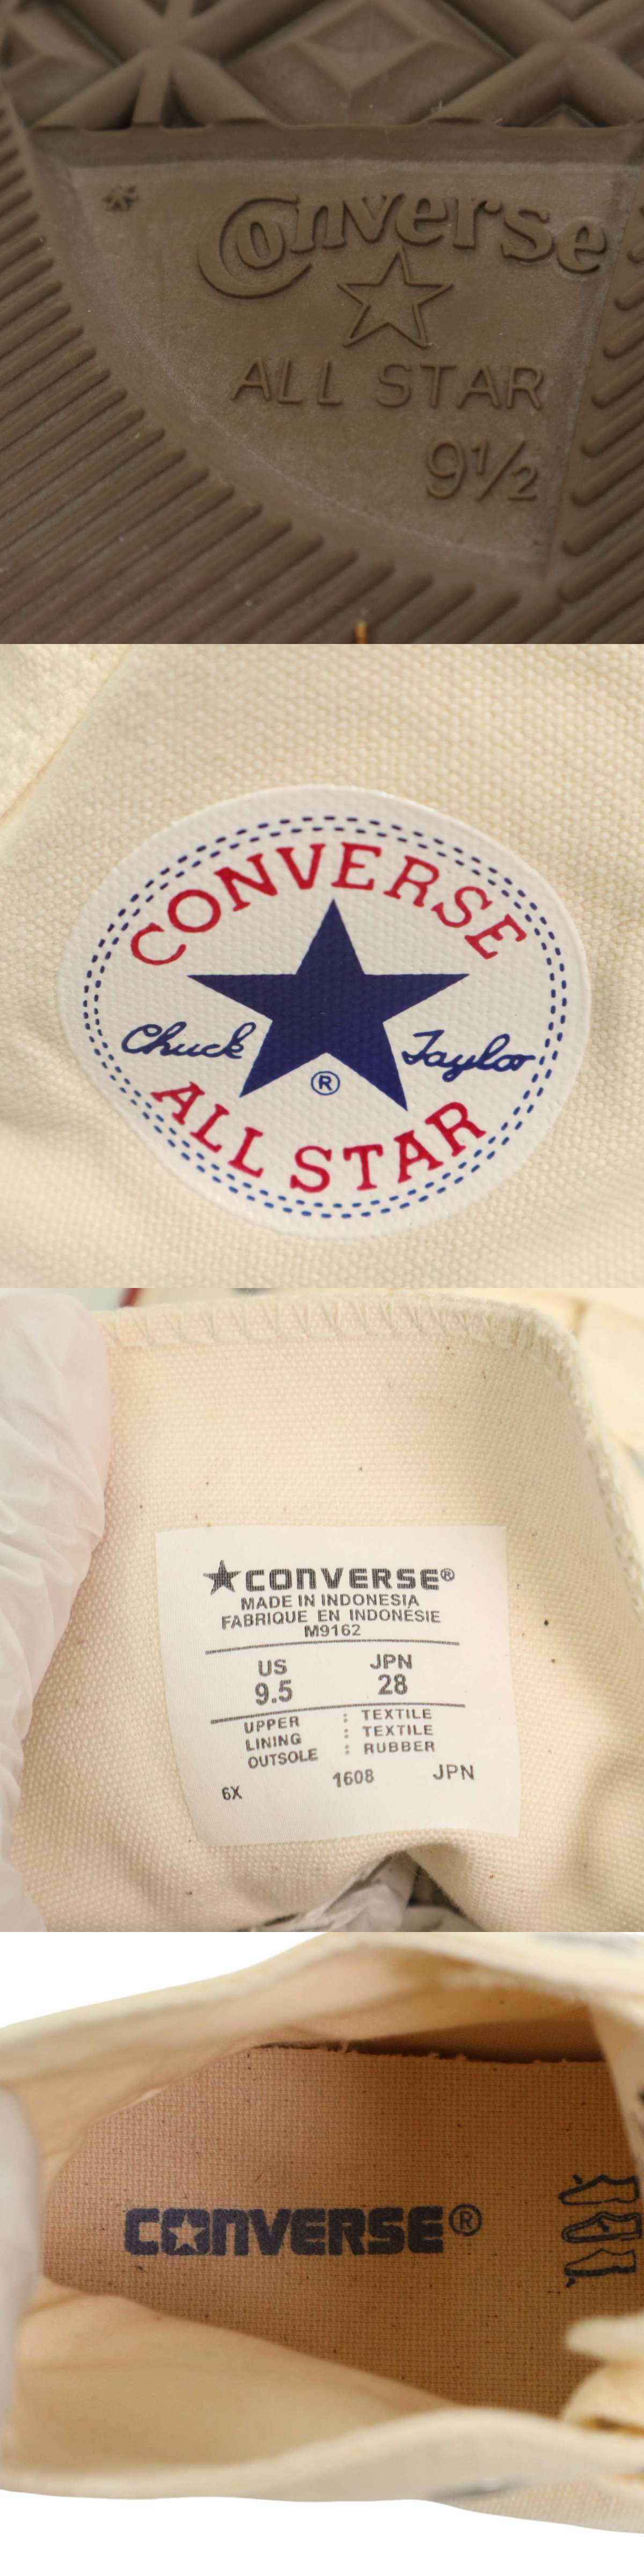 Converse
ALL STAR
9½
CONVERSE
Chuck Taylor
®
ALL STAR
★CONVERSE®
MADE IN INDONESIA
FABRIQUE EN INDONÉSIE
M9162
US JPN
9.5 28
UPPER : TEXTILE
LINING : TEXTILE
OUTSOLE : RUBBER
6X 1608 JPN
CONVERSE®